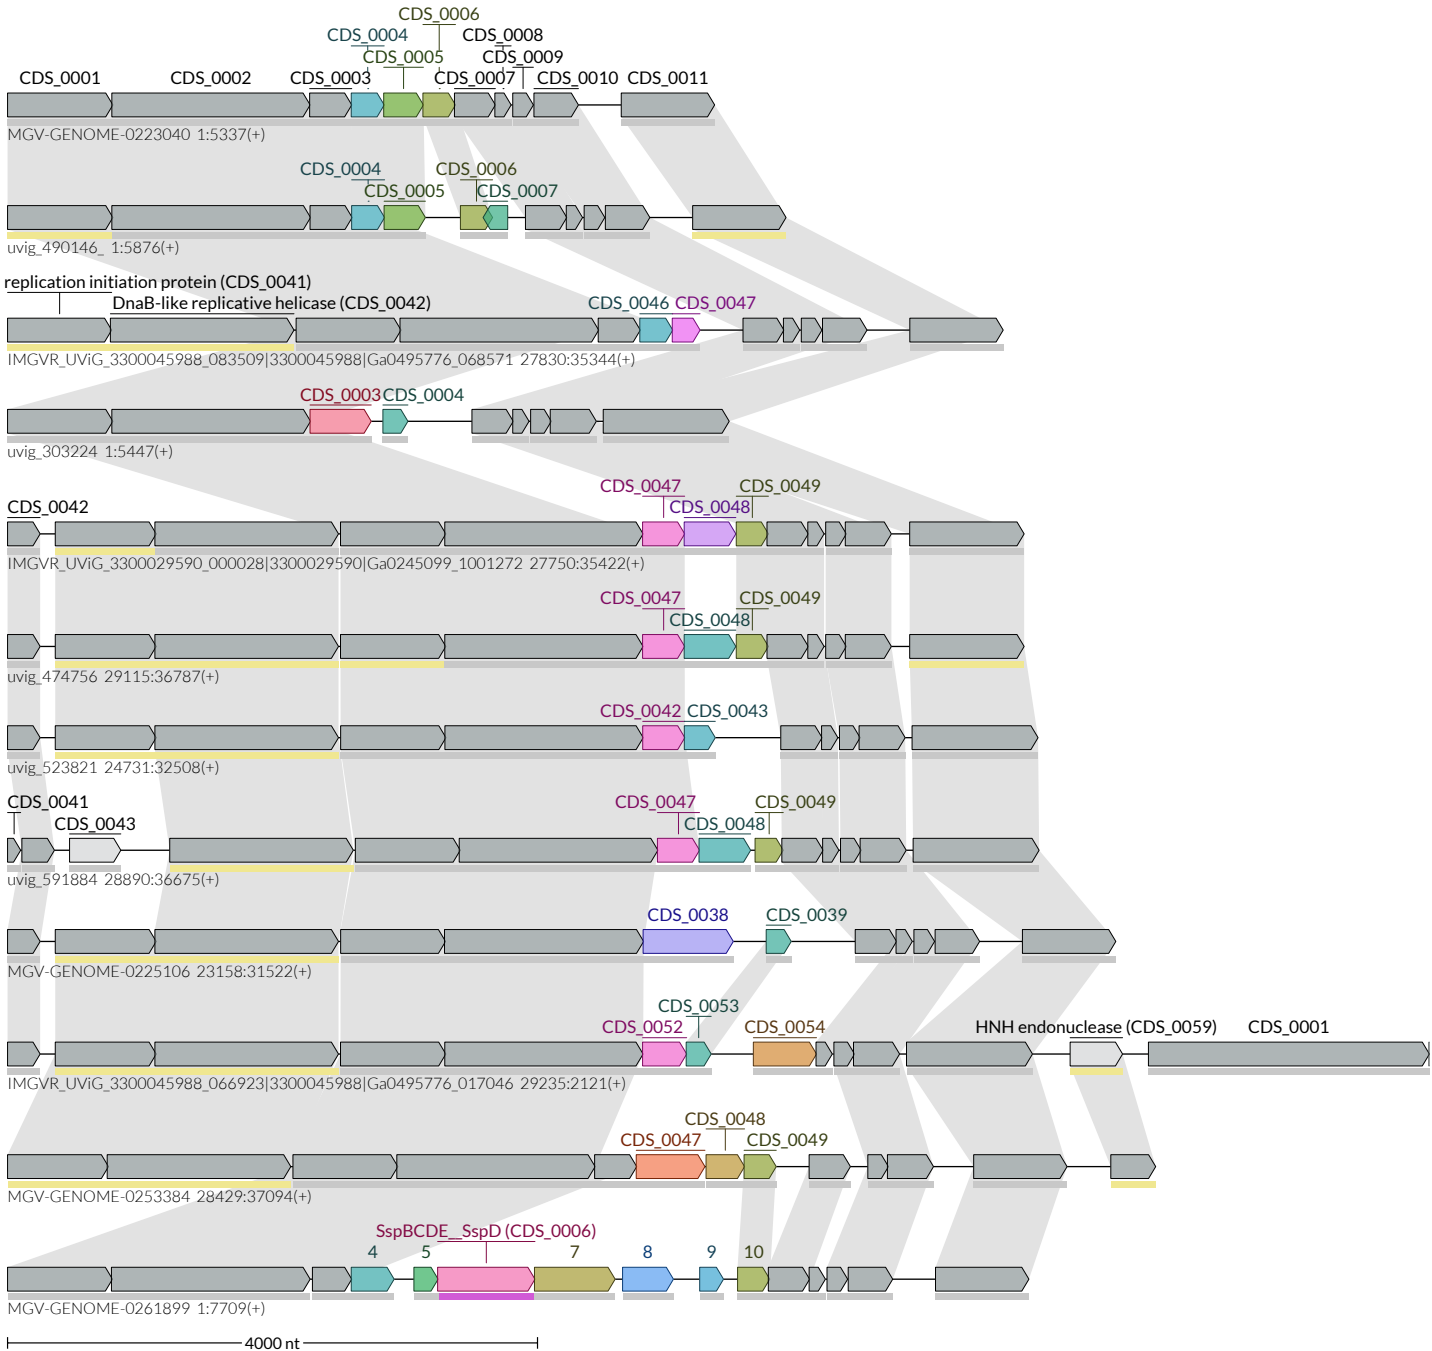 CDS_0006
CDS_0004 CDS_0008
CDS_0005 CDS_0009
CDS_0001 CDS_0002 CDS_0003 CDS_0007 CDS_0010 CDS_0011
MGV-GENOME-0223040 1:5337(+)
CDS_0004 CDS_0006
CDS_0005 CDS_0007
uvig_490146_ 1:5876(+)
replication initiation protein (CDS_0041)
DnaB-like replicative helicase (CDS_0042) CDS_0046 CDS_0047
IMGVR_UViG_3300045988_083509|3300045988|Ga0495776_068571 27830:35344(+)
CDS_0003 CDS_0004
uvig_303224 1:5447(+)
CDS_0047 CDS_0049
CDS_0042 CDS_0048
IMGVR_UViG_3300029590_000028|3300029590|Ga0245099_1001272 27750:35422(+)
CDS_0047 CDS_0049
CDS_0048
uvig_474756 29115:36787(+)
CDS_0042 CDS_0043
uvig_523821 24731:32508(+)
CDS_0041 CDS_0047 CDS_0049
CDS_0043 CDS_0048
uvig_591884 28890:36675(+)
CDS_0038 CDS_0039
MGV-GENOME-0225106 23158:31522(+)
CDS_0053
CDS_0052 CDS_0054 HNH endonuclease (CDS_0059) CDS_0001
IMGVR_UViG_3300045988_066923|3300045988|Ga0495776_017046 29235:2121(+)
CDS_0048
CDS_0047 CDS_0049
MGV-GENOME-0253384 28429:37094(+)
SspBCDE__SspD (CDS_0006)
4 5 7 8 9 10
MGV-GENOME-0261899 1:7709(+)
4000 nt